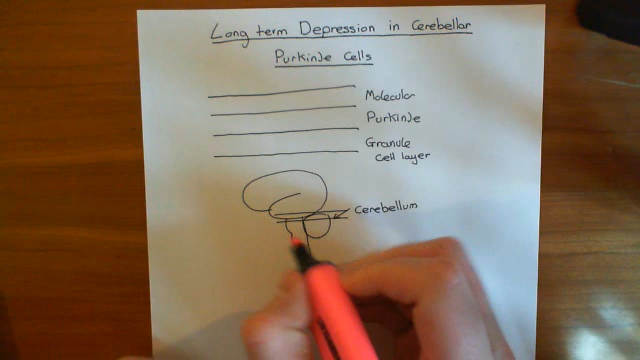 Long term Depression in Cerebellar
Purkinje Cells
Molecular
Purkinje
Granule
cell layer
Cerebellum